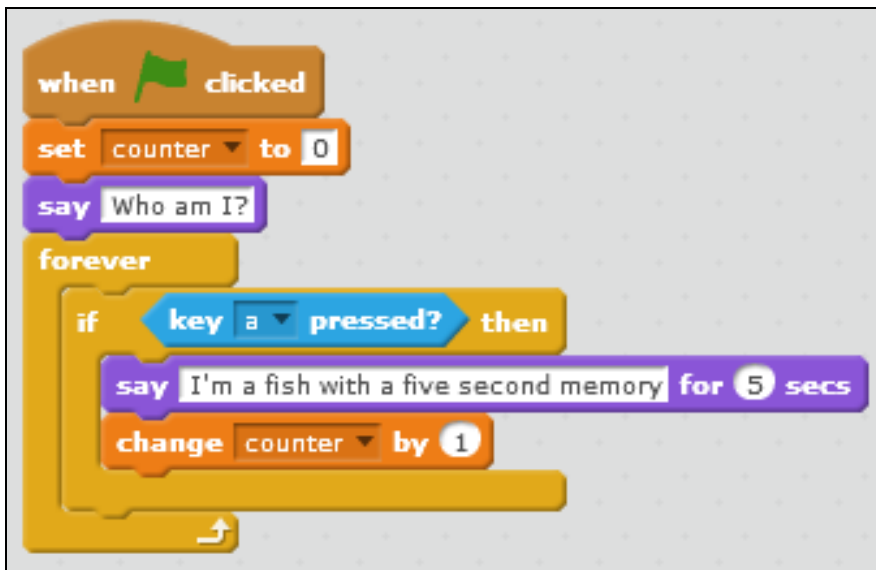 when clicked
set counter to 0
say Who am I?
forever
if key a pressed? then
say I'm a fish with a five second memory for 5 secs
change counter by 1